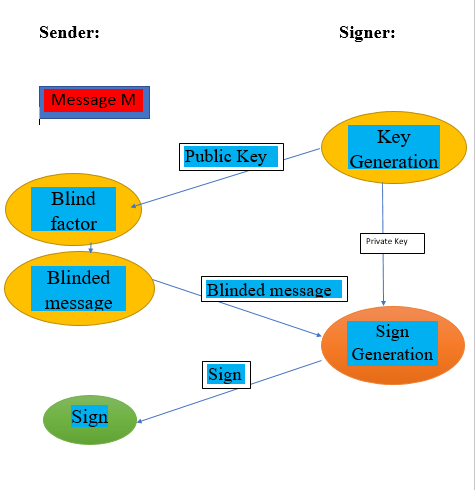 Sender:
Signer:
Message M
Key
Generation
Public Key
Blind
factor
Private Key
Blinded
message
Blinded message
Sign
Generation
Sign
Sign